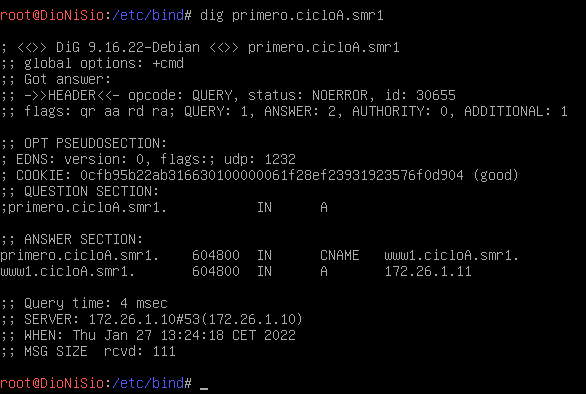 root@DioNiSio:/etc/bind# dig primero.cicloA.smr1
; <<>> DiG 9.16.22-Debian <<>> primero.cicloA.smr1
;; global options: +cmd
;; Got answer:
;; ->>HEADER<<- opcode: QUERY, status: NOERROR, id: 30655
;; flags: qr aa rd ra; QUERY: 1, ANSWER: 2, AUTHORITY: 0, ADDITIONAL: 1
;; OPT PSEUDOSECTION:
; EDNS: version: 0, flags:; udp: 1232
; COOKIE: 0cfb95b22ab316630100000061f28ef23931923576f0d904 (good)
;; QUESTION SECTION:
;primero.cicloA.smr1. IN A
;; ANSWER SECTION:
primero.cicloA.smr1. 604800 IN CNAME www1.cicloA.smr1.
www1.cicloA.smr1. 604800 IN A 172.26.1.11
;; Query time: 4 msec
;; SERVER: 172.26.1.10#53(172.26.1.10)
;; WHEN: Thu Jan 27 13:24:18 CET 2022
;; MSG SIZE rcvd: 111
root@DioNiSio:/etc/bind# _